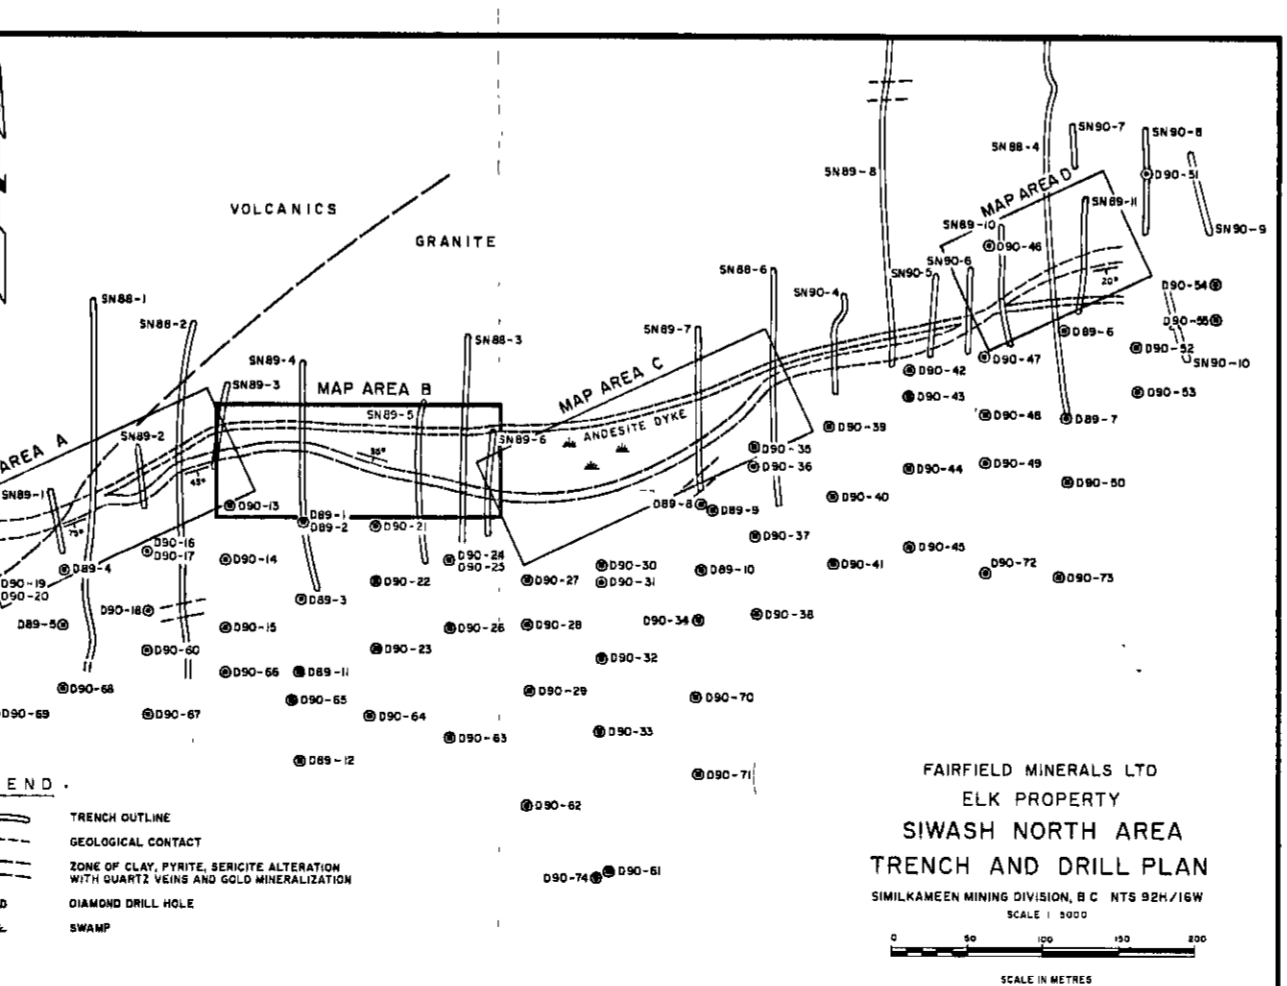 SN90-7
SN90-8
SN88-4
SN89-8
MAP AREA D
D90-51
SN89-11
VOLCANICS
GRANITE
SN89-10
SN90-9
D90-46
SN88-6
SN90-5
SN90-6
20°
D90-54
SN90-4
SN88-1
SN88-2
SN89-7
D90-55
D89-6
SN88-3
D90-52
SN89-4
D90-47
SN90-10
D90-42
SN89-3
MAP AREA B
MAP AREA C
D90-43
D90-53
SN89-5
D90-48
D89-7
ANDESITE DYKE
D90-39
SN89-2
SN89-6
AREA A
D90-35
D90-36
D90-44
D90-49
D90-50
SN89-1
D90-13
D89-8
D89-9
D90-40
D89-1
D89-2
D90-21
75°
D90-16
D90-17
D90-14
D90-24
D90-25
D90-37
D90-45
D89-4
D90-30
D89-10
D90-41
D90-72
D90-73
D90-19
D90-20
D90-22
D90-27
D90-31
D89-3
D90-18
D89-5
D90-15
D90-26
D90-28
D90-34
D90-38
D90-60
D90-23
D90-32
D90-66
D89-11
D90-68
D90-65
D90-29
D90-70
D90-69
D90-67
D90-64
D90-63
D90-33
D89-12
D90-71
D90-62
D90-74
D90-61
END.
TRENCH OUTLINE
GEOLOGICAL CONTACT
ZONE OF CLAY, PYRITE, SERICITE ALTERATION
WITH QUARTZ VEINS AND GOLD MINERALIZATION
DIAMOND DRILL HOLE
SWAMP
FAIRFIELD MINERALS LTD
ELK PROPERTY
SIWASH NORTH AREA
TRENCH AND DRILL PLAN
SIMILKAMEEN MINING DIVISION, B C NTS 92H/16W
SCALE 1 5000
0 50 100 150 200
SCALE IN METRES